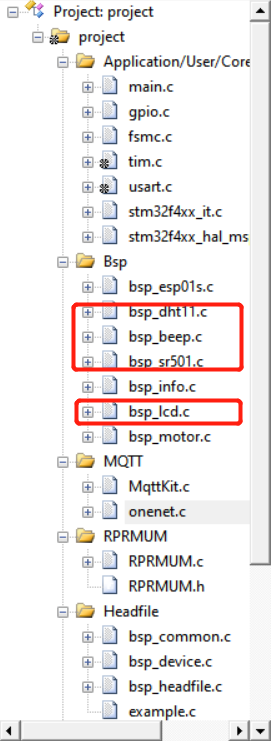 Project: project
project
Application/User/Core
main.c
gpio.c
fsmc.c
tim.c
usart.c
stm32f4xx_it.c
stm32f4xx_hal_ms
Bsp
bsp_esp01s.c
bsp_dht11.c
bsp_beep.c
bsp_sr501.c
bsp_info.c
bsp_lcd.c
bsp_motor.c
MQTT
MqttKit.c
onenet.c
RPRMUM
RPRMUM.c
RPRMUM.h
Headfile
bsp_common.c
bsp_device.c
bsp_headfile.c
example.c